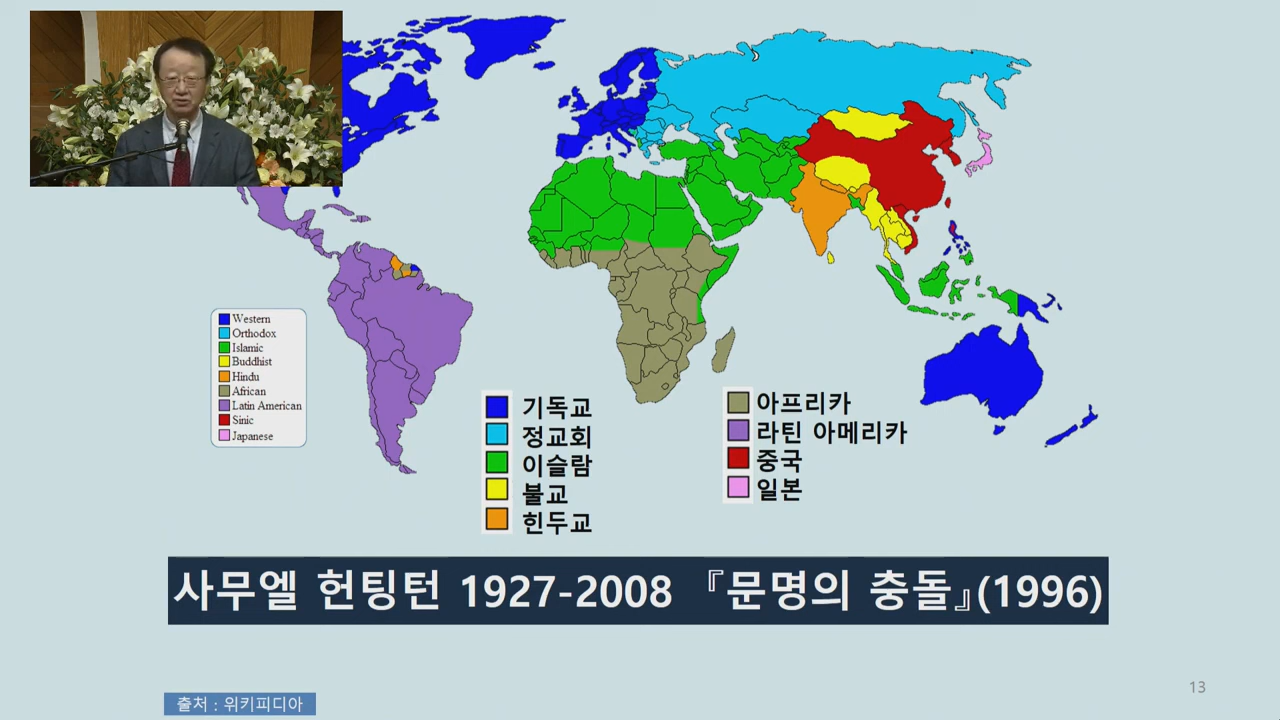 Western
Orthodox
Islamic
Buddhist
Hindu
African
Latin American
Sinic
Japanese
기독교
정교회
이슬람
불교
힌두교
아프리카
라틴 아메리카
중국
일본
사무엘 헌팅턴 1927-2008 『문명의 충돌』(1996)
출처 : 위키피디아
13